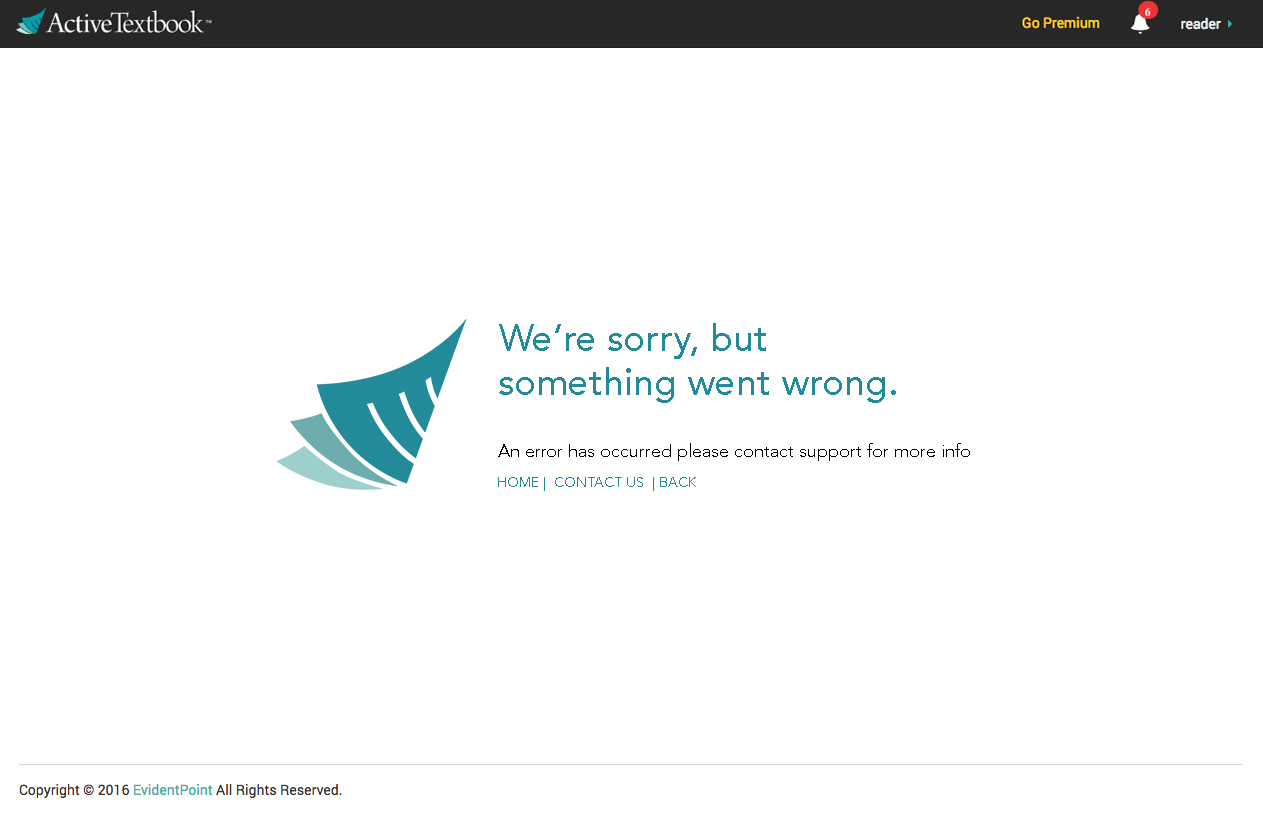 ActiveTextbook™
Go Premium
6
reader
We're sorry, but
something went wrong.
An error has occurred please contact support for more info
HOME | CONTACT US | BACK
Copyright © 2016 EvidentPoint All Rights Reserved.